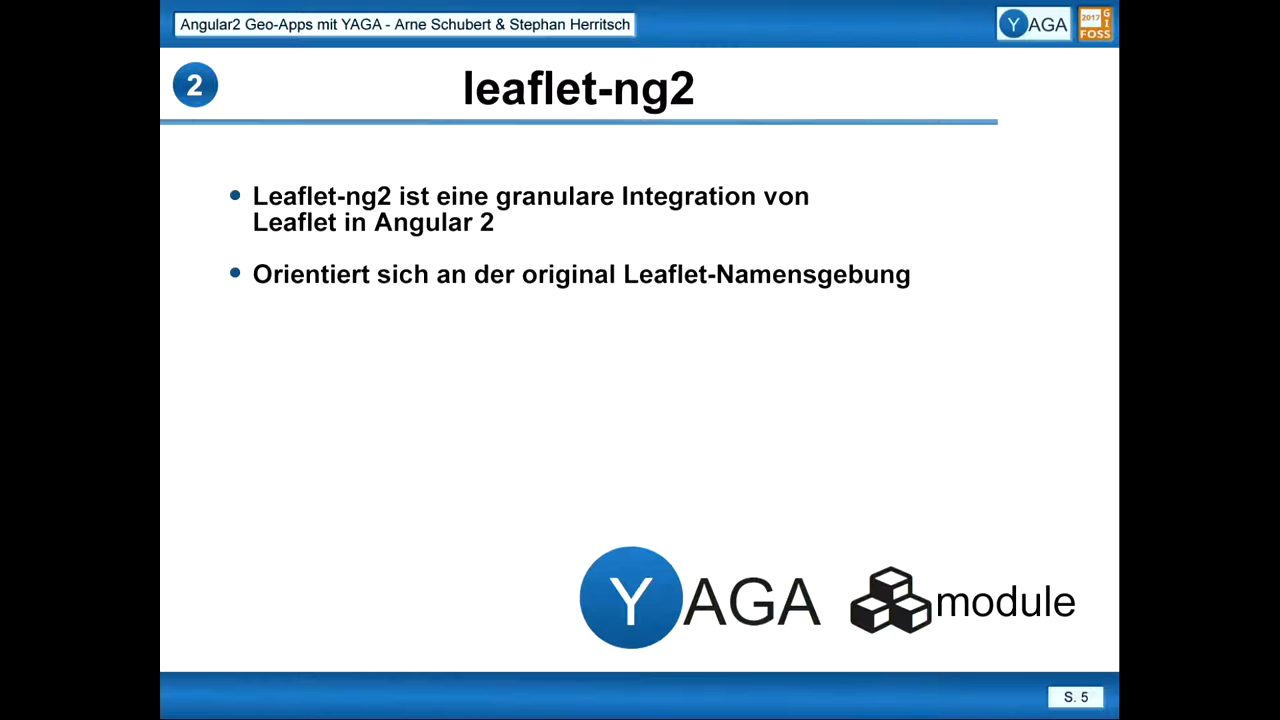 Angular2 Geo-Apps mit YAGA - Arne Schubert & Stephan Herritsch
YAGA
2017 GI
FOSS
2
leaflet-ng2
Leaflet-ng2 ist eine granulare Integration von
Leaflet in Angular 2
Orientiert sich an der original Leaflet-Namensgebung
YAGA module
S. 5